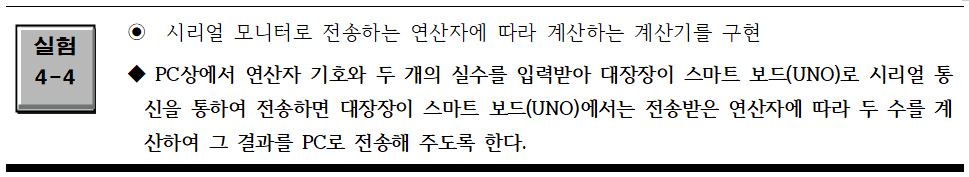 실험
4-4
◉ 시리얼 모니터로 전송하는 연산자에 따라 계산하는 계산기를 구현
◆ PC상에서 연산자 기호와 두 개의 실수를 입력받아 대장장이 스마트 보드(UNO)로 시리얼 통
신을 통하여 전송하면 대장장이 스마트 보드(UNO)에서는 전송받은 연산자에 따라 두 수를 계
산하여 그 결과를 PC로 전송해 주도록 한다.